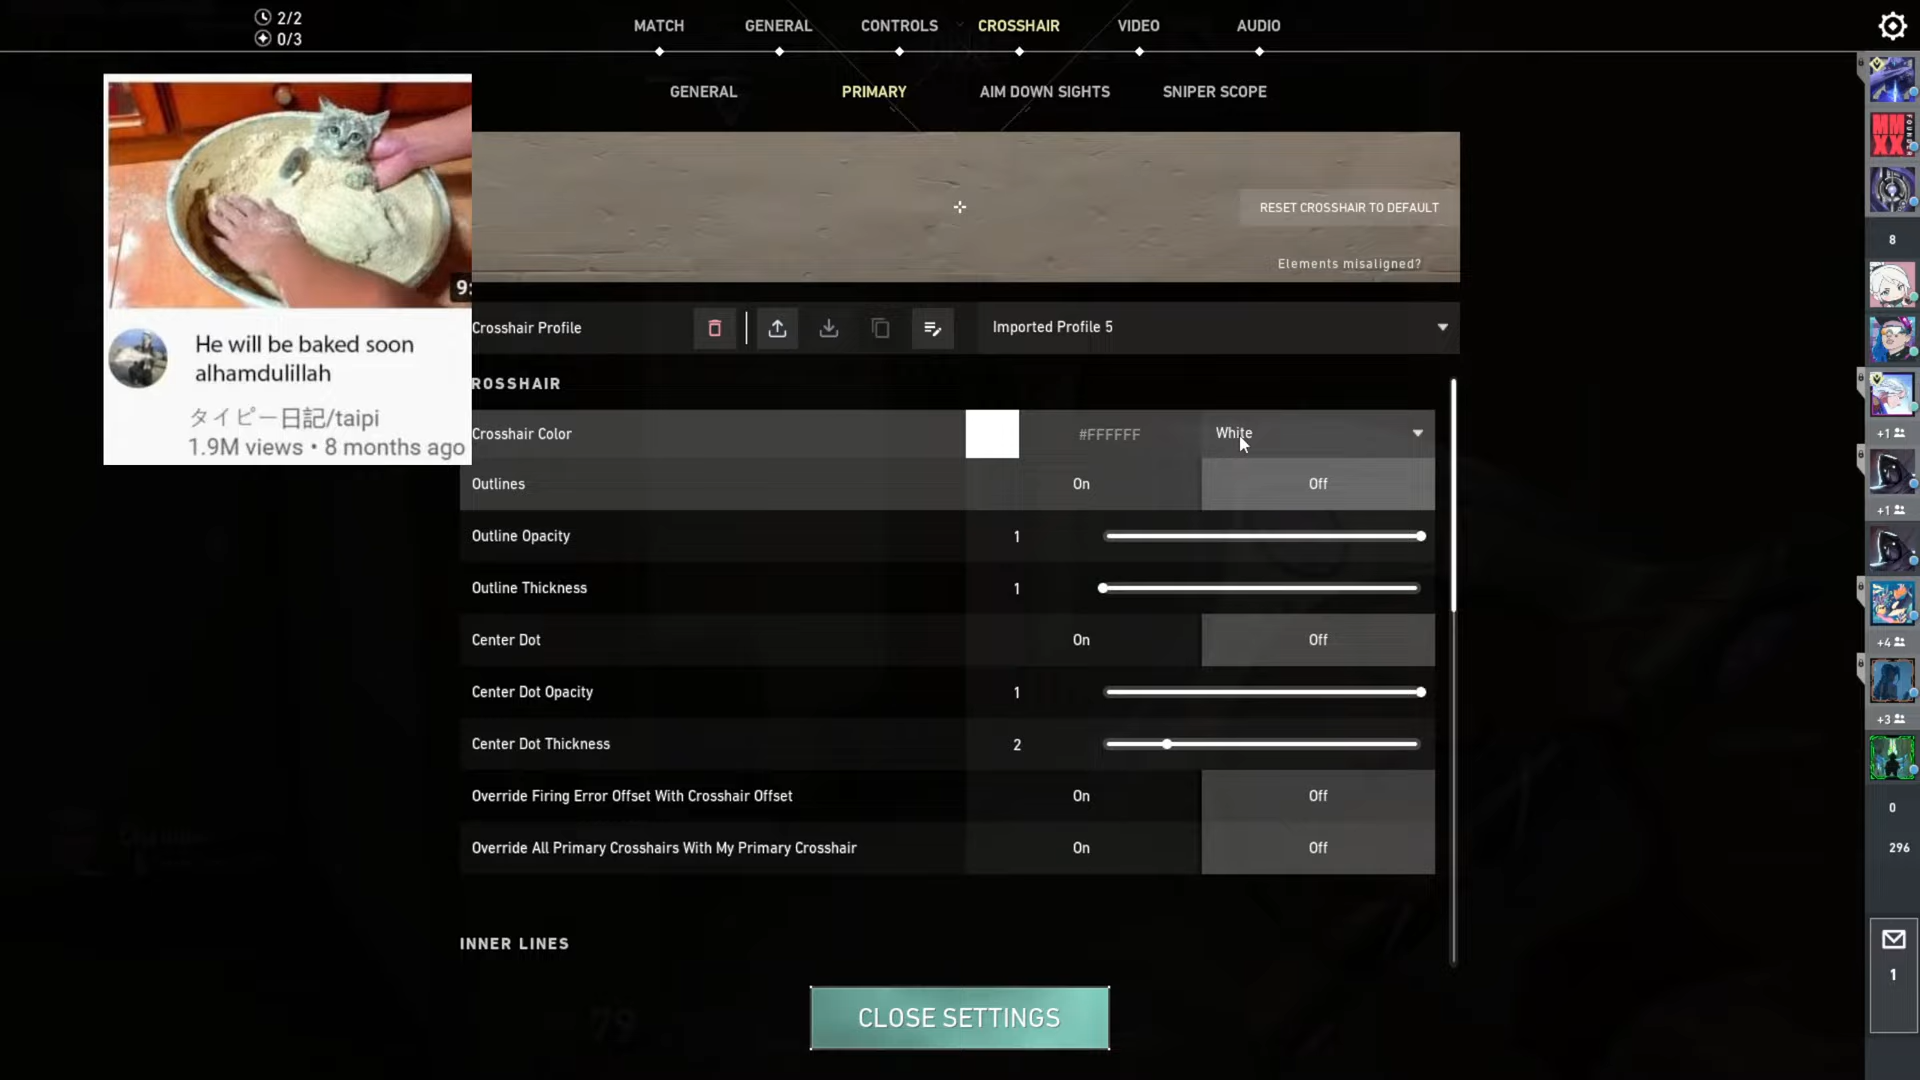 2/2
0/3
MATCH
GENERAL
CONTROLS
CROSSHAIR
VIDEO
AUDIO
GENERAL
PRIMARY
AIM DOWN SIGHTS
SNIPER SCOPE
RESET CROSSHAIR TO DEFAULT
Elements misaligned?
9:
He will be baked soon
alhamdulillah
タイピー日記/taipi
1.9M views • 8 months ago
Crosshair Profile
Imported Profile 5
ROSSHAIR
Crosshair Color
#FFFFFF
White
Outlines
On
Off
Outline Opacity
1
Outline Thickness
1
Center Dot
On
Off
Center Dot Opacity
1
Center Dot Thickness
2
Override Firing Error Offset With Crosshair Offset
On
Off
Override All Primary Crosshairs With My Primary Crosshair
On
Off
INNER LINES
CLOSE SETTINGS
MM
XX
8
+1
+1
+4
+3
0
296
1